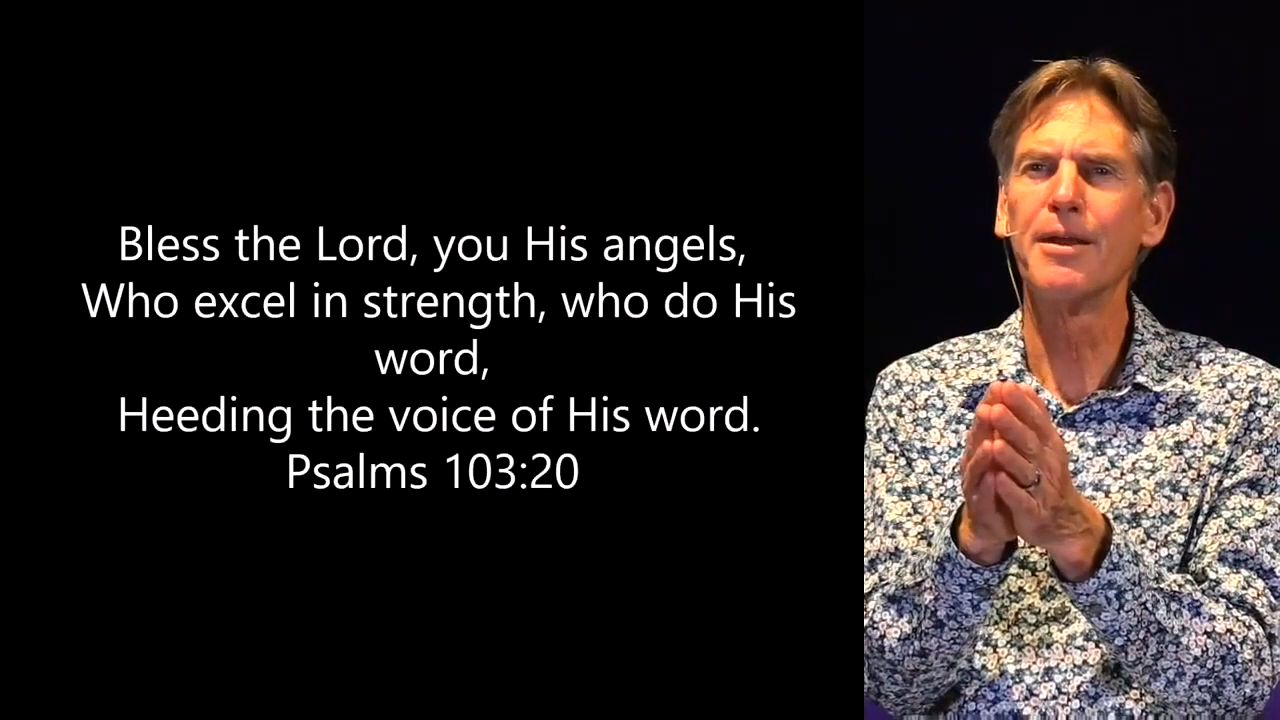 Bless the Lord, you His angels,
Who excel in strength, who do His
word,
Heeding the voice of His word.
Psalms 103:20